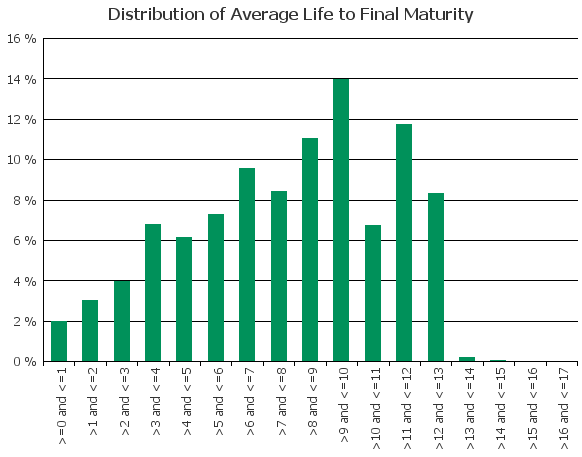 Distribution of Average Life to Final Maturity
16 %
14 %
12 %
10 %
8 %
6 %
4 %
2 %
0 %
>=0 and <=1
>1 and <=2
>2 and <=3
>3 and <=4
>4 and <=5
>5 and <=6
>6 and <=7
>7 and <=8
>8 and <=9
>9 and <=10
>10 and <=11
>11 and <=12
>12 and <=13
>13 and <=14
>14 and <=15
>15 and <=16
>16 and <=17